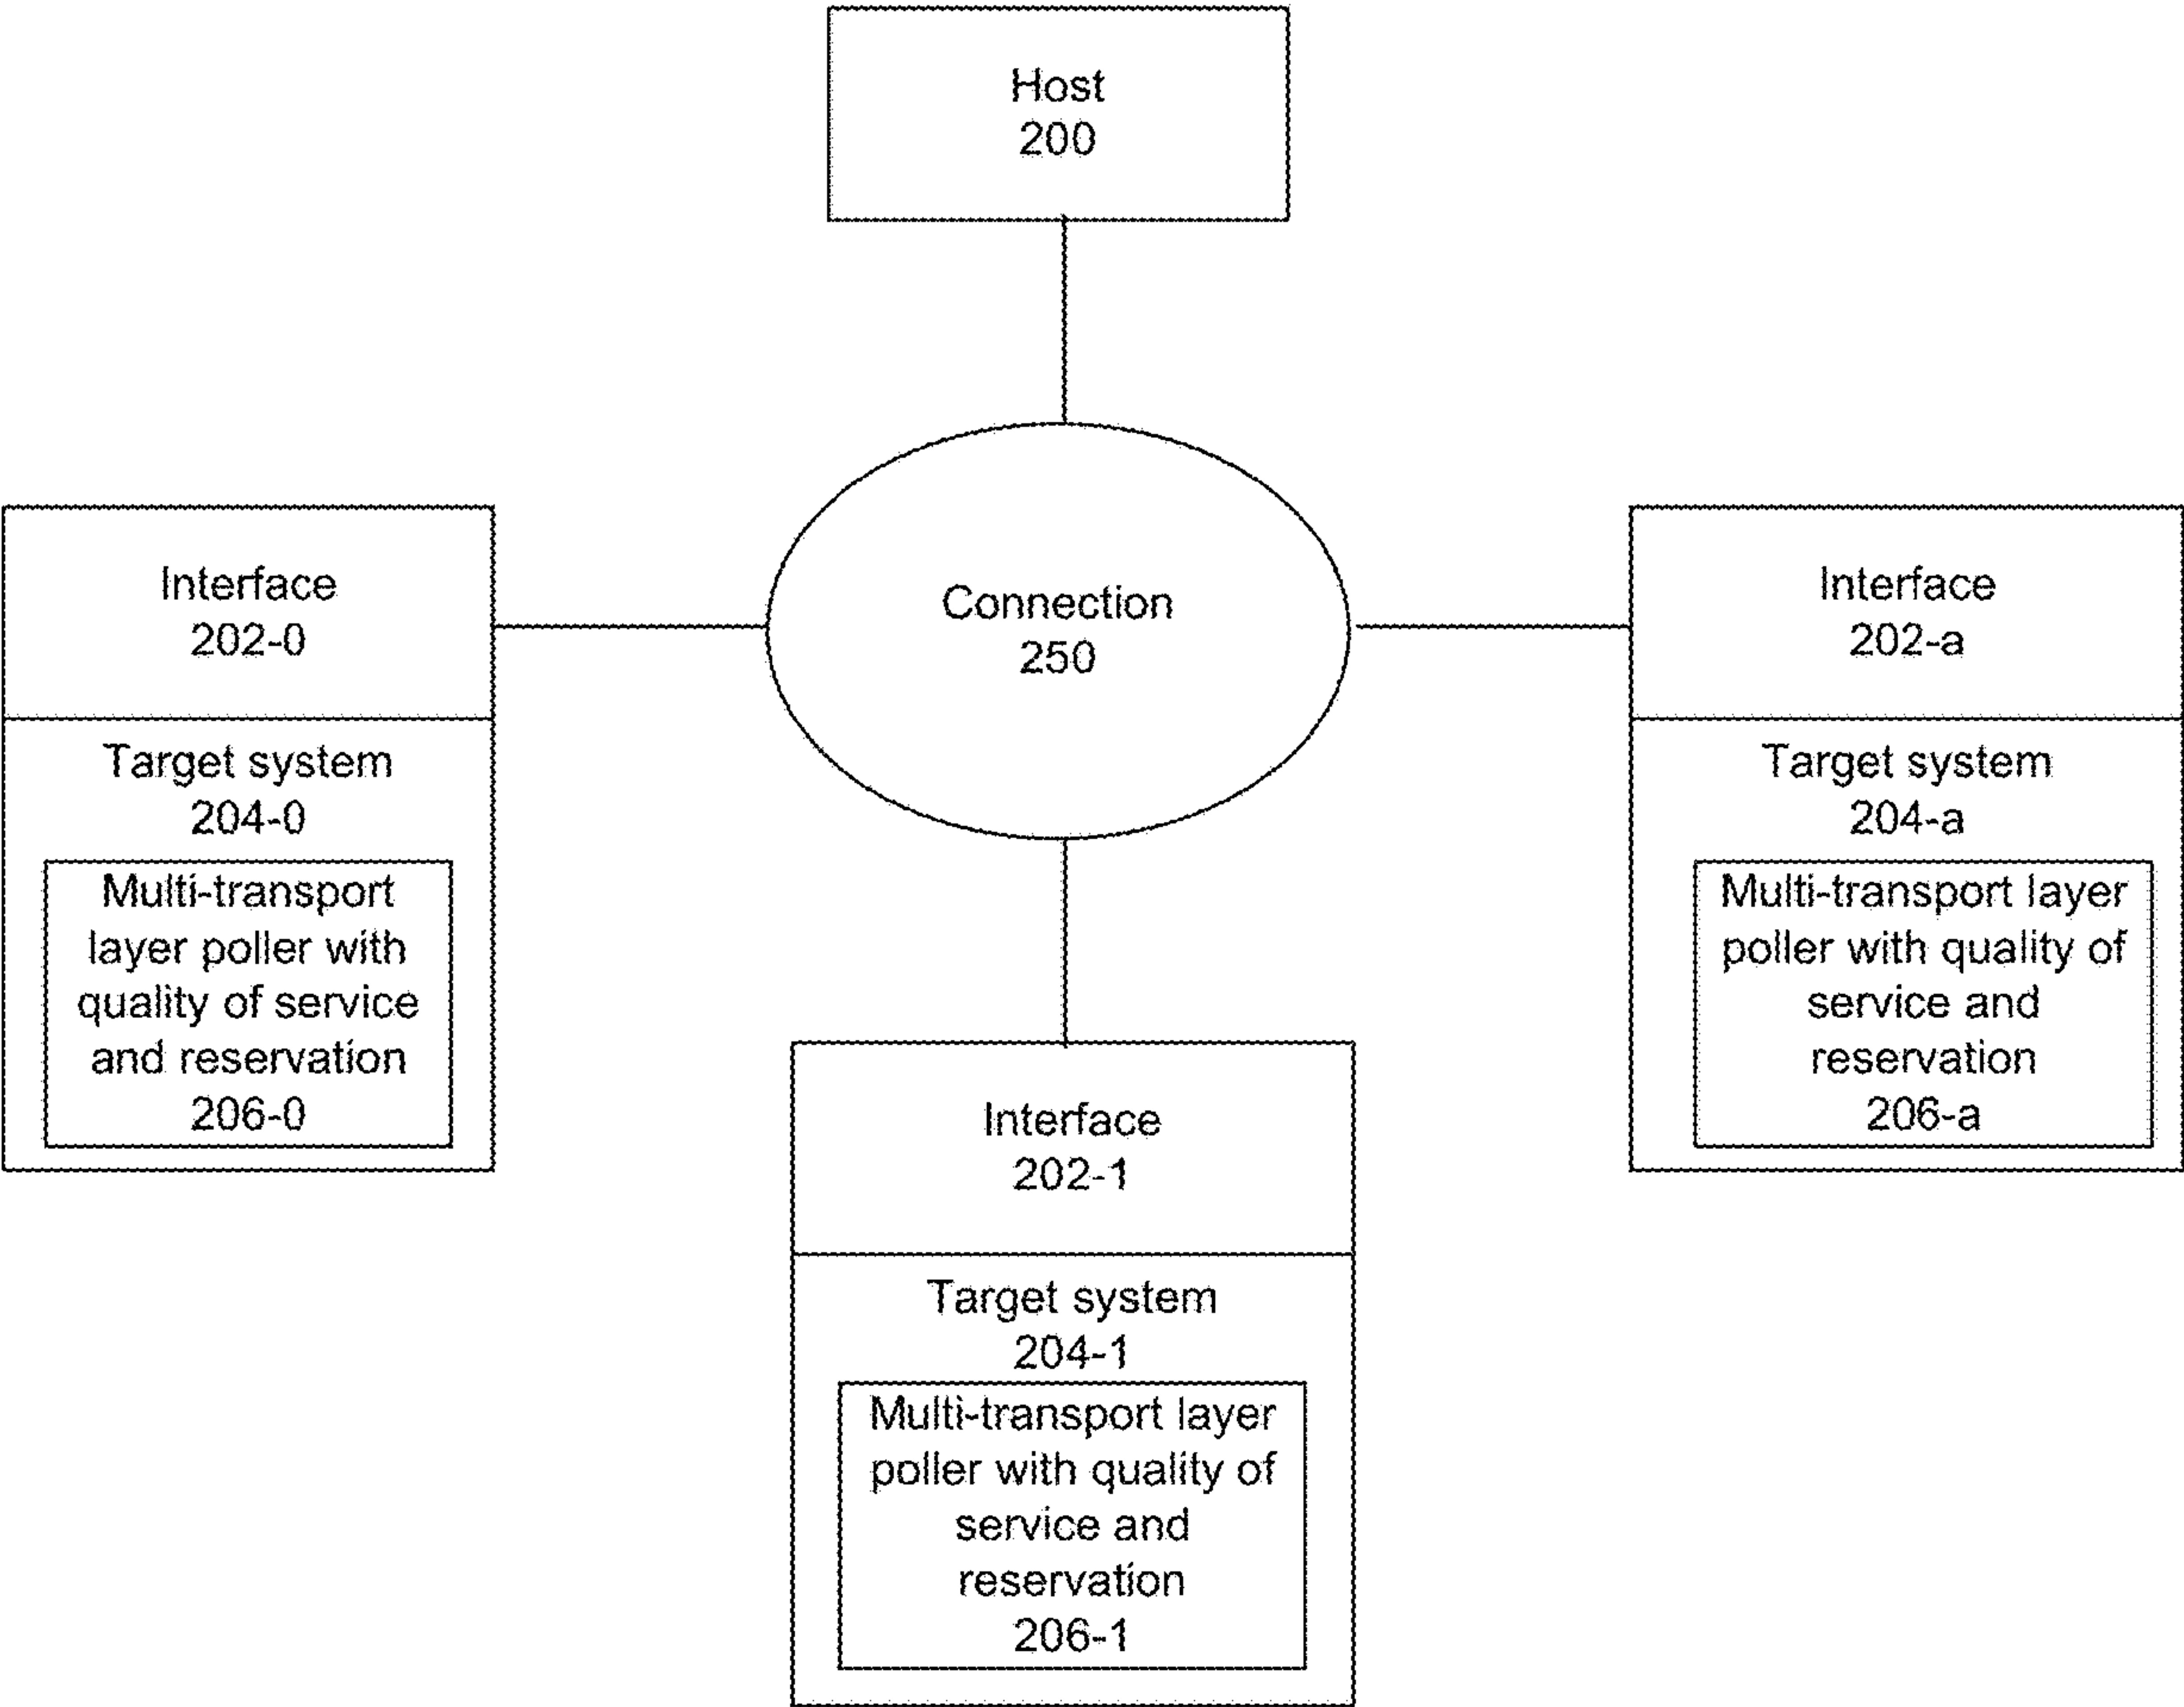 Host
200
Connection
250
Interface
202-0
Target system
204-0
Multi-transport
layer poller with
quality of service
and reservation
206-0
Interface
202-a
Target system
204-a
Multi-transport layer
poller with quality of
service and
reservation
206-a
Interface
202-1
Target system
204-1
Multi-transport layer
poller with quality of
service and
reservation
206-1